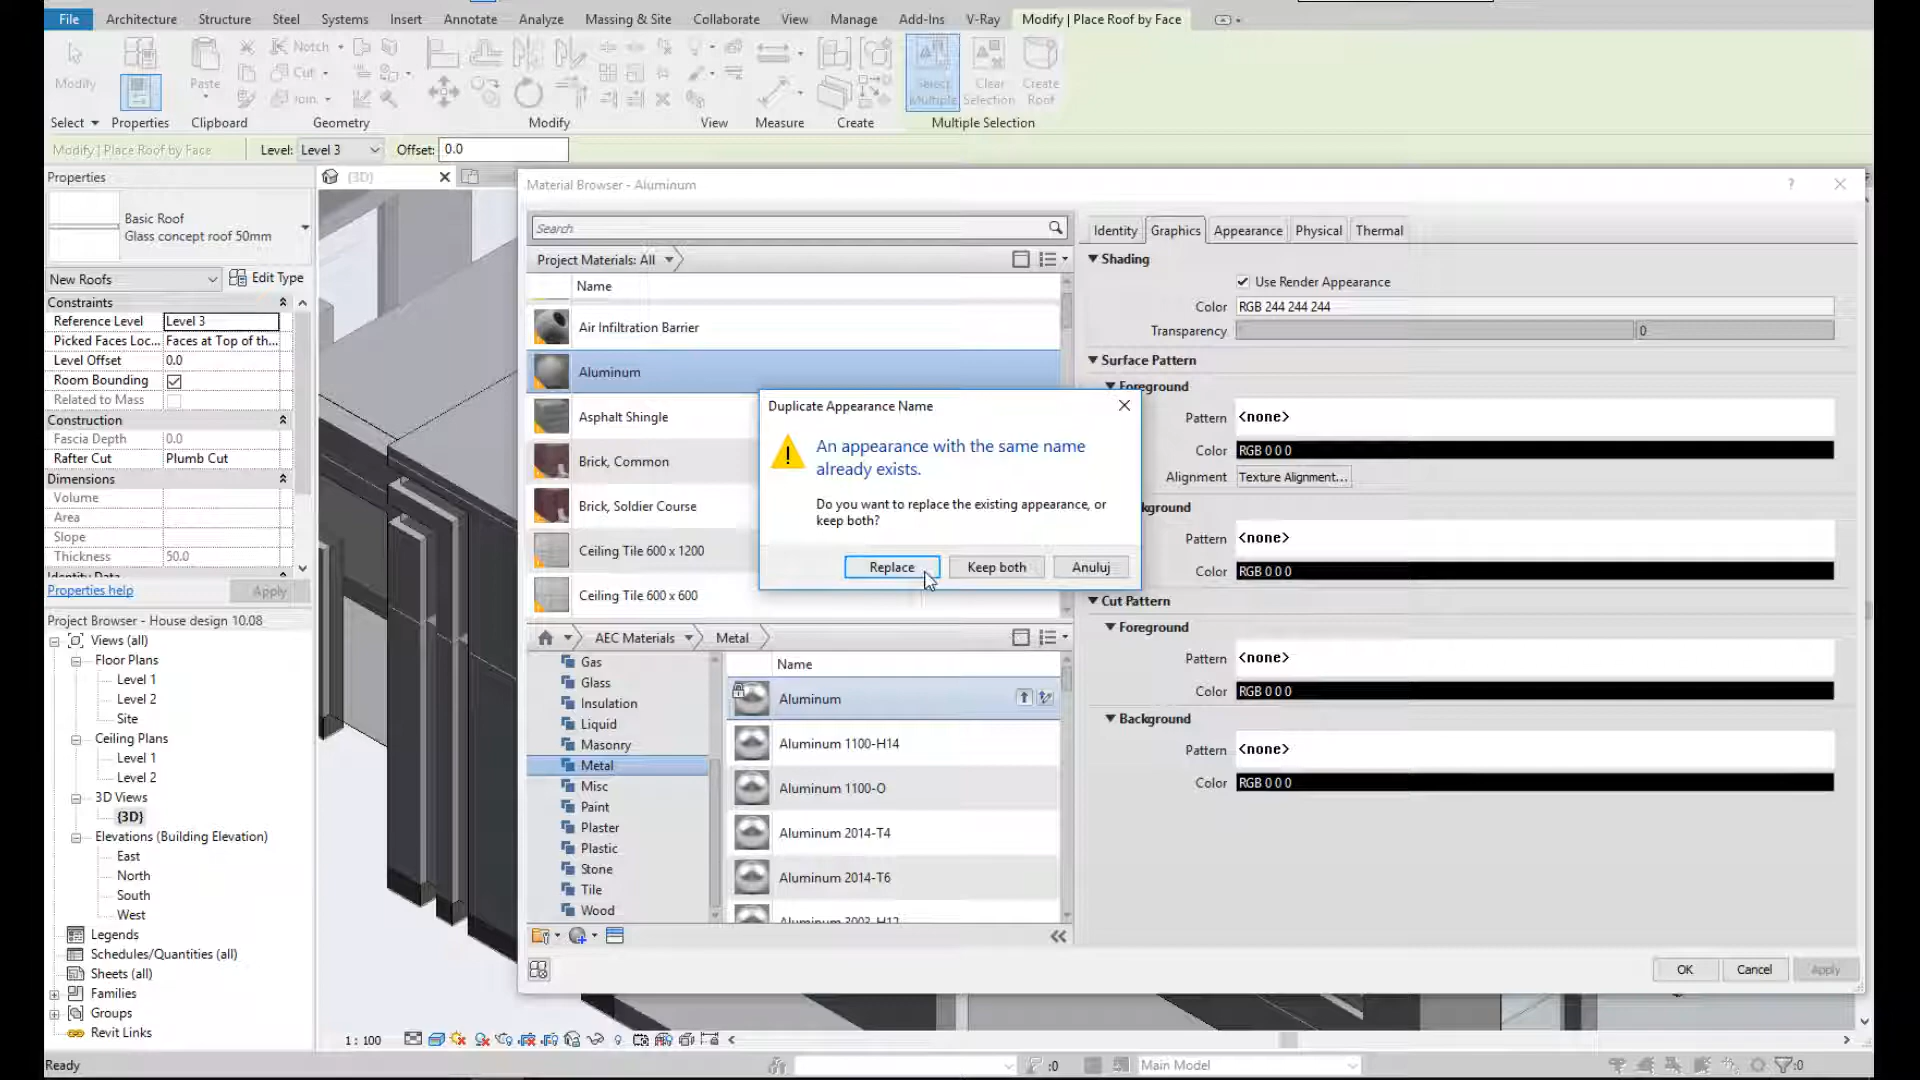 File Architecture Structure Steel Systems Insert Annotate Analyze Massing & Site Collaborate View Manage Add-Ins V-Ray Modify | Place Roof by Face
Modify Paste Notch Cut Join Select Multiple Clear Selection Create Roof
Select Properties Clipboard Geometry Modify View Measure Create Multiple Selection
Modify | Place Roof by Face Level: Level 3 Offset: 0.0
Properties
{3D}
Basic Roof
Glass concept roof 50mm
New Roofs Edit Type
Constraints
Reference Level Level 3
Picked Faces Loc... Faces at Top of th...
Level Offset 0.0
Room Bounding
Related to Mass
Construction
Fascia Depth 0.0
Rafter Cut Plumb Cut
Dimensions
Volume
Area
Slope
Thickness 50.0
Identity Data
Properties help Apply
Project Browser - House design 10.08
Views (all)
Floor Plans
Level 1
Level 2
Site
Ceiling Plans
Level 1
Level 2
3D Views
{3D}
Elevations (Building Elevation)
East
North
South
West
Legends
Schedules/Quantities (all)
Sheets (all)
Families
Groups
Revit Links
Material Browser - Aluminum
?
Search
Project Materials: All
Name
Air Infiltration Barrier
Aluminum
Asphalt Shingle
Brick, Common
Brick, Soldier Course
Ceiling Tile 600 x 1200
Ceiling Tile 600 x 600
AEC Materials Metal
Gas
Glass
Insulation
Liquid
Masonry
Metal
Misc
Paint
Plaster
Plastic
Stone
Tile
Wood
Name
Aluminum
Aluminum 1100-H14
Aluminum 1100-O
Aluminum 2014-T4
Aluminum 2014-T6
Aluminum 3003-H12
Duplicate Appearance Name
An appearance with the same name
already exists.
Do you want to replace the existing appearance, or
keep both?
Replace Keep both Anuluj
Identity Graphics Appearance Physical Thermal
Shading
Use Render Appearance
Color RGB 244 244 244
Transparency 0
Surface Pattern
Foreground
Pattern <none>
Color RGB 0 0 0
Alignment Texture Alignment...
kground
<none>
Color RGB 0 0 0
Cut Pattern
Foreground
Pattern <none>
Color RGB 0 0 0
Background
Pattern <none>
Color RGB 0 0 0
OK Cancel Apply
1 : 100
Ready :0 Main Model :0